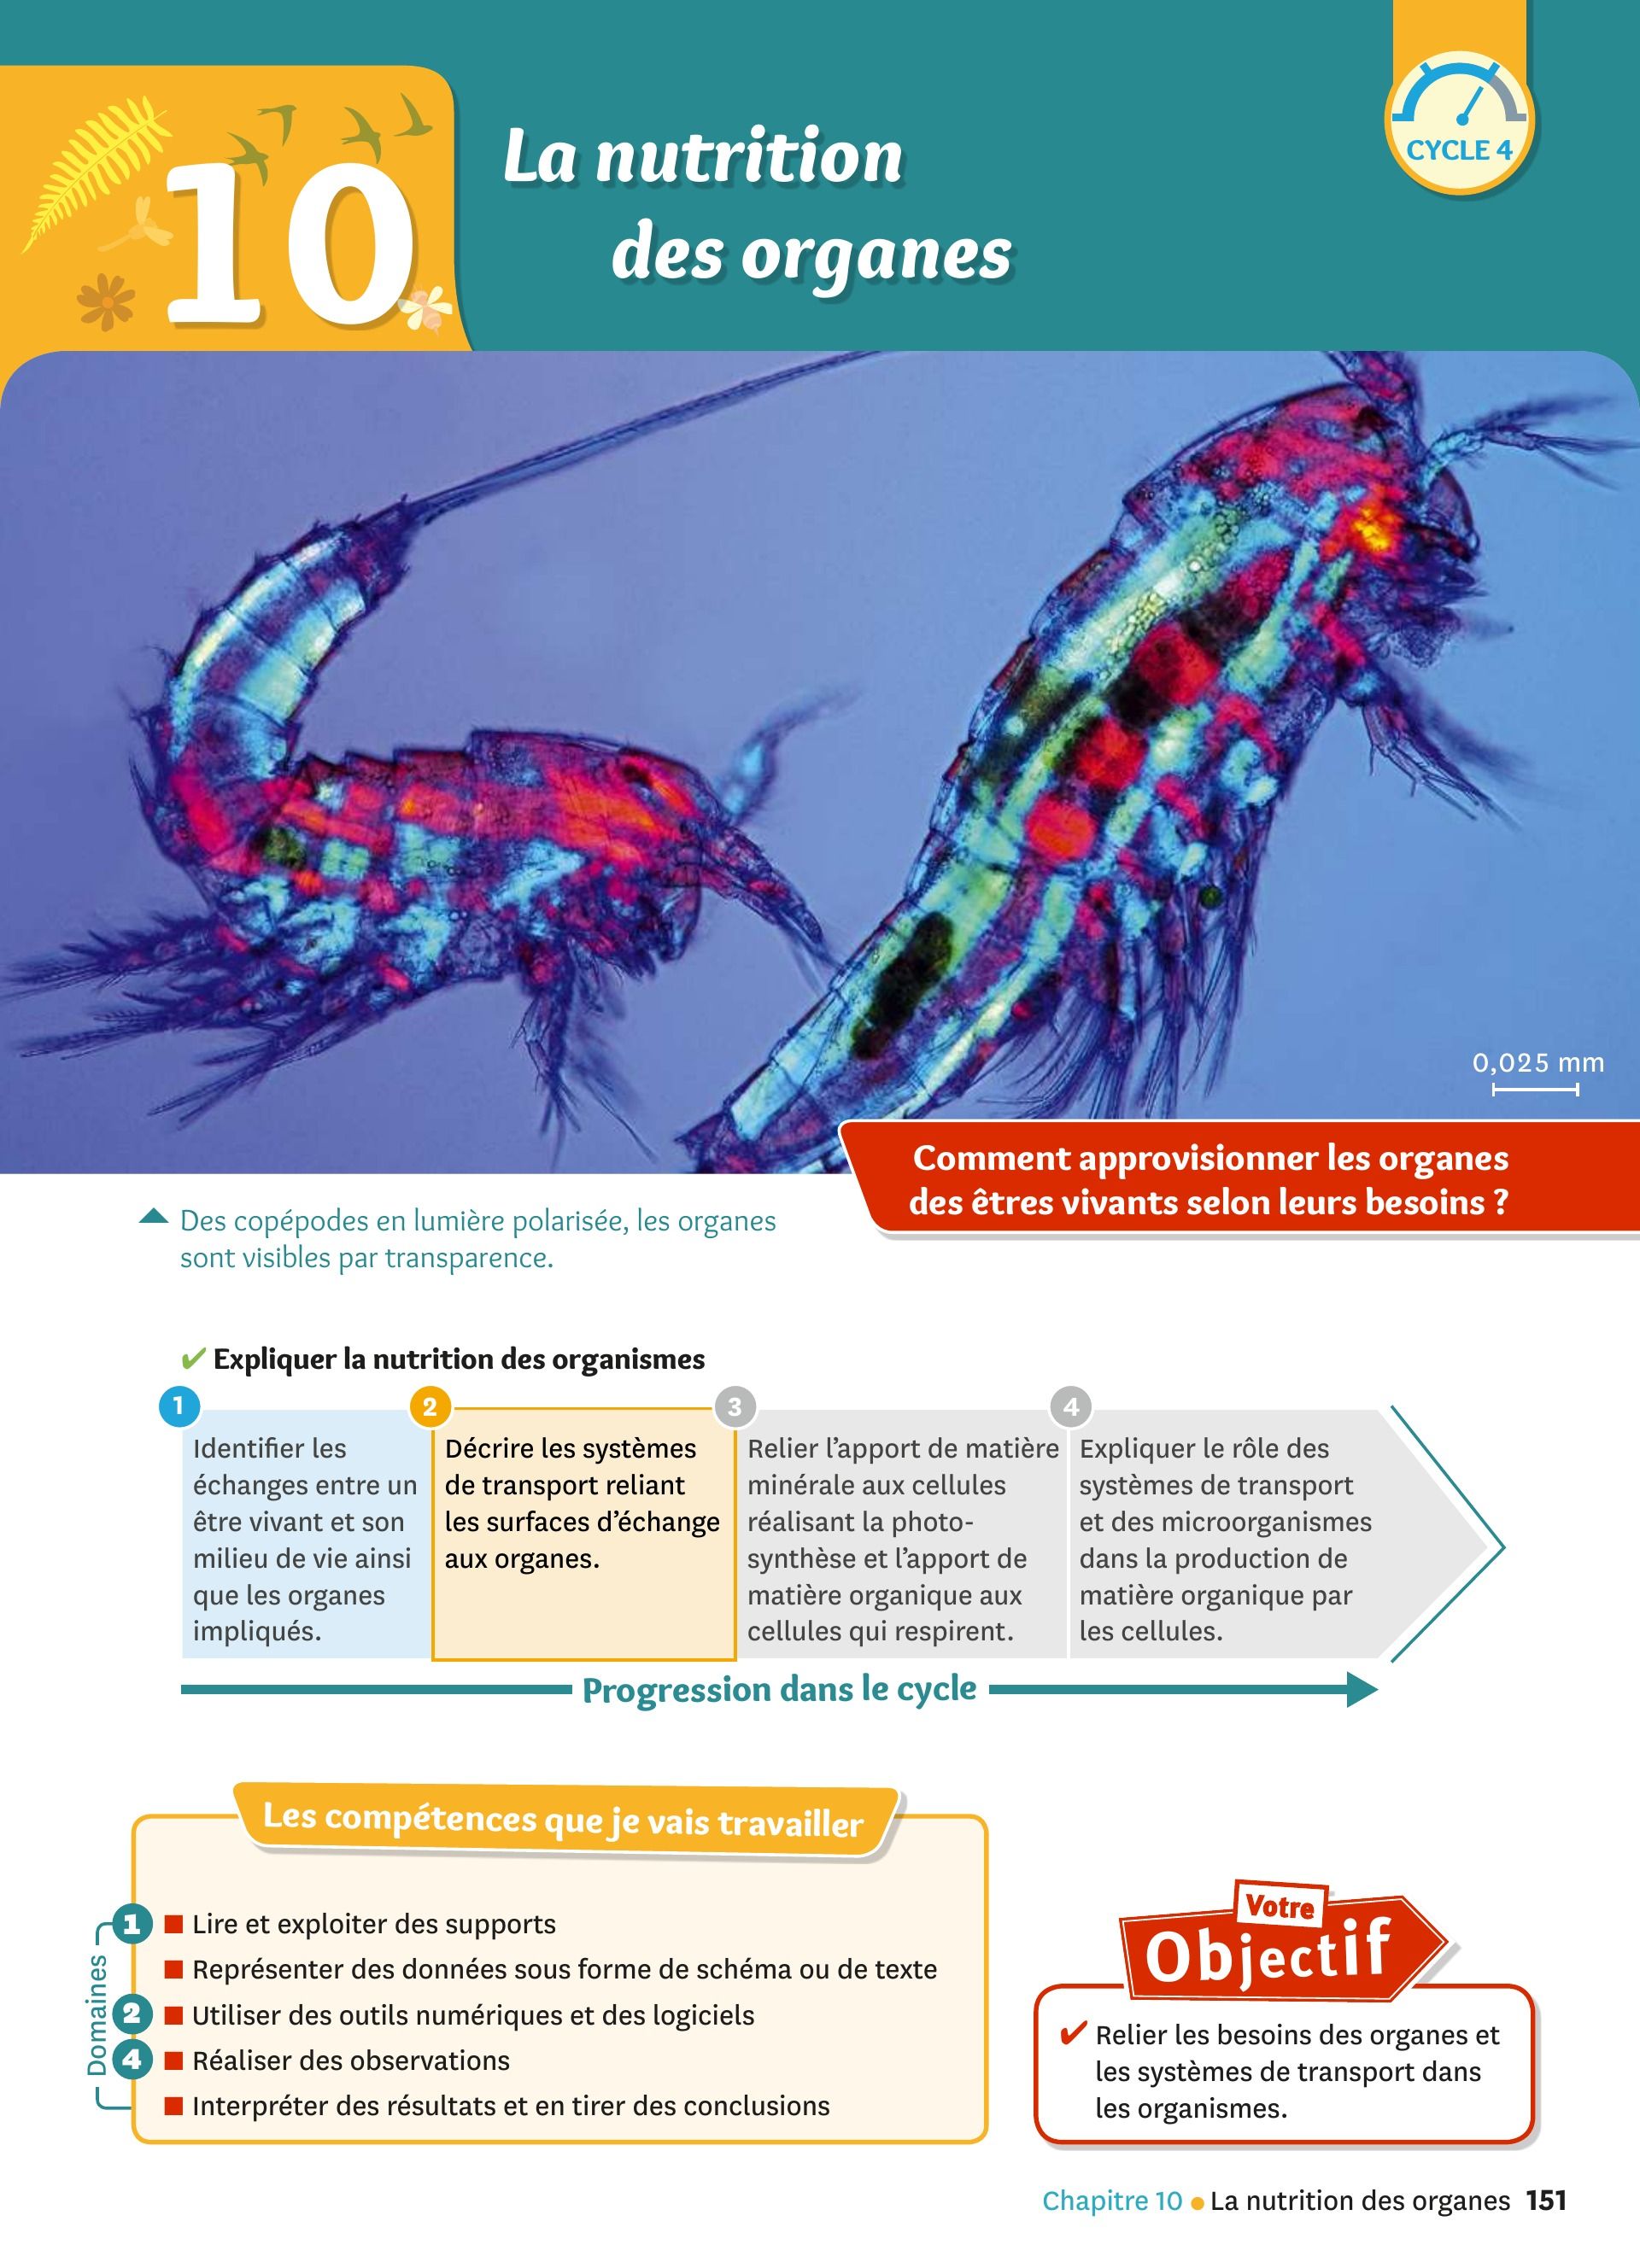 10
La nutrition
des organes
CYCLE 4
0,025 mm
Comment approvisionner les organes
des êtres vivants selon leurs besoins ?
Des copépodes en lumière polarisée, les organes
sont visibles par transparence.
✔ Expliquer la nutrition des organismes
1
Identifier les
échanges entre un
être vivant et son
milieu de vie ainsi
que les organes
impliqués.
2
Décrire les systèmes
de transport reliant
les surfaces d’échange
aux organes.
3
Relier l’apport de matière
minérale aux cellules
réalisant la photo-
synthèse et l’apport de
matière organique aux
cellules qui respirent.
4
Expliquer le rôle des
systèmes de transport
et des microorganismes
dans la production de
matière organique par
les cellules.
Progression dans le cycle
Les compétences que je vais travailler
Domaines
1 ■ Lire et exploiter des supports
■ Représenter des données sous forme de schéma ou de texte
2 ■ Utiliser des outils numériques et des logiciels
4 ■ Réaliser des observations
■ Interpréter des résultats et en tirer des conclusions
Votre
Objectif
✔ Relier les besoins des organes et
les systèmes de transport dans
les organismes.
Chapitre 10 ● La nutrition des organes 151